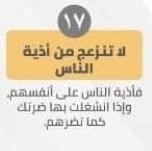 ١٧
لا تنزعج من أذية
الناس
فأذية الناس على أنفسهم،
وإذا انشغلت بها ضرتك
كما تضرهم.